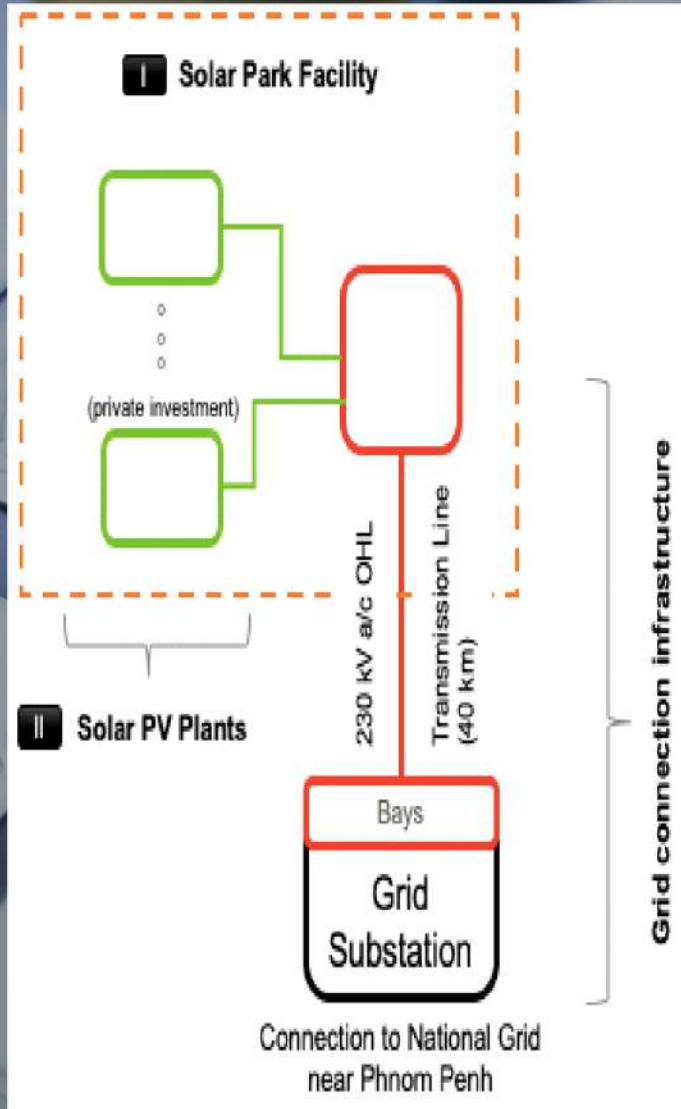 I Solar Park Facility
(private investment)
230 kV a/c OHL
Transmission Line
(40 km)
II Solar PV Plants
Bays
Grid
Substation
Connection to National Grid
near Phnom Penh
Grid connection infrastructure